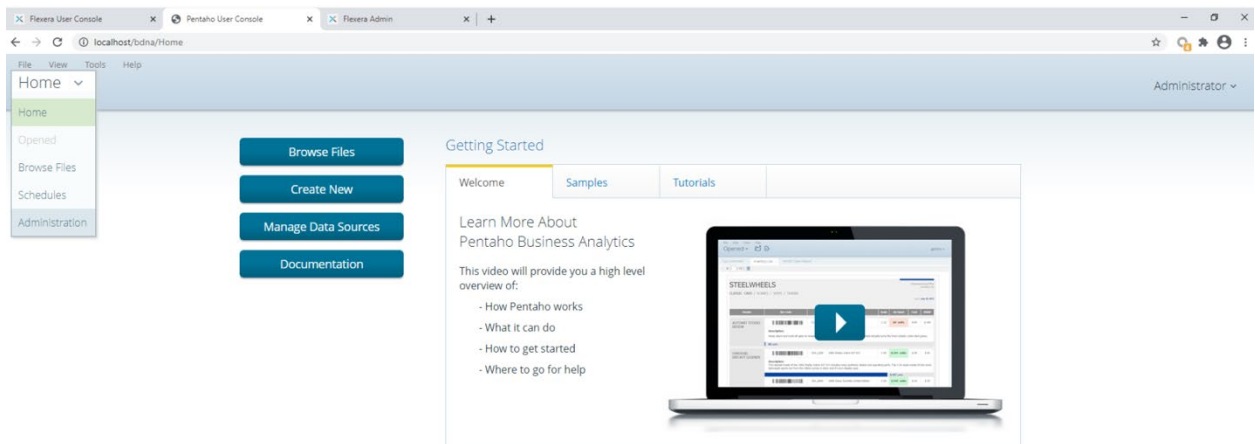 Flexera User Console
Pentaho User Console
Flexera Admin
localhost/bdna/Home
File View Tools Help
Home
Administrator
Home
Opened
Browse Files
Schedules
Administration
Browse Files
Create New
Manage Data Sources
Documentation
Getting Started
Welcome Samples Tutorials
Learn More About
Pentaho Business Analytics
This video will provide you a high level
overview of:
- How Pentaho works
- What it can do
- How to get started
- Where to go for help
Opened
STEELWHEELS